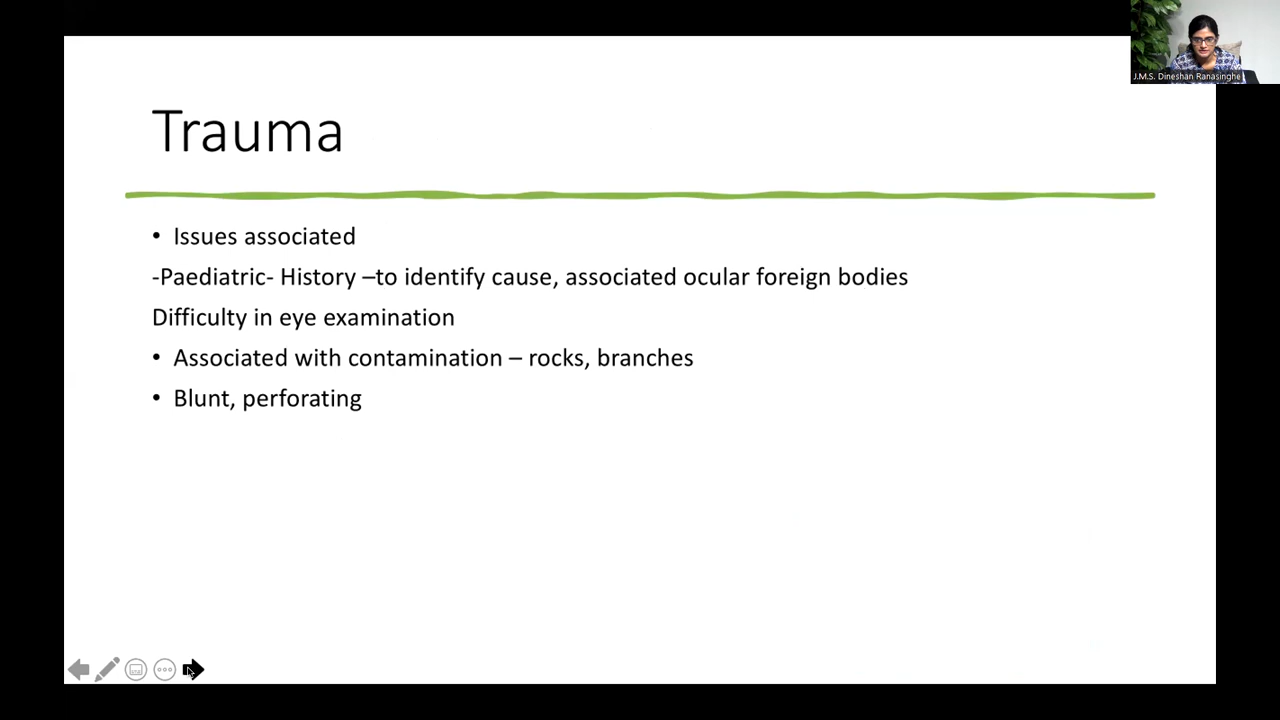 J.M.S. Dineshan Ranasinghe
Trauma
• Issues associated
-Paediatric- History –to identify cause, associated ocular foreign bodies
Difficulty in eye examination
• Associated with contamination – rocks, branches
• Blunt, perforating